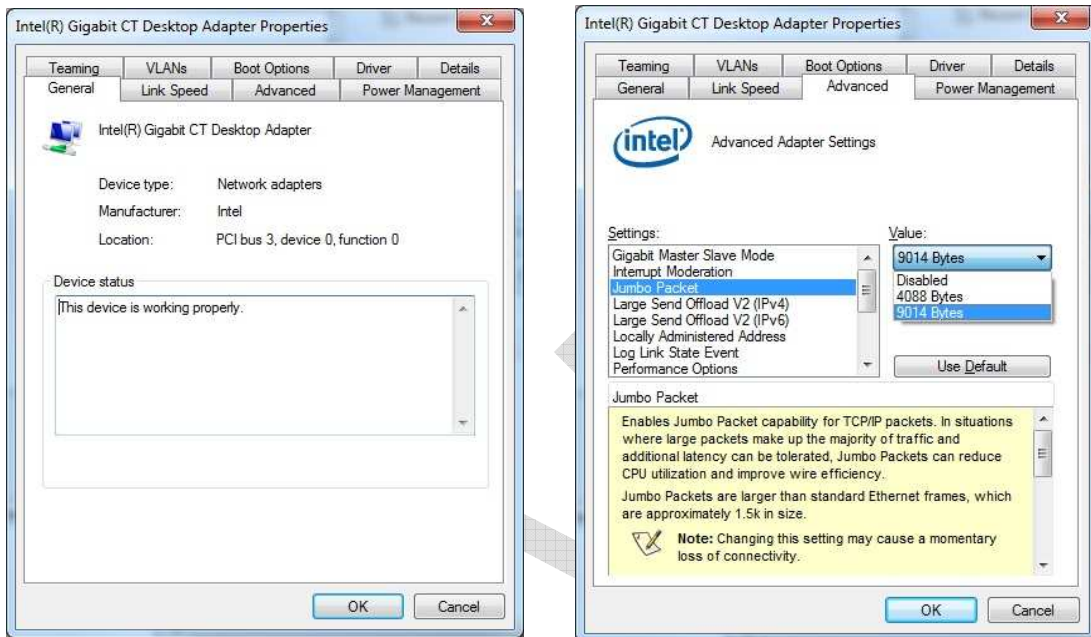 Intel(R) Gigabit CT Desktop Adapter Properties
Teaming VLANs Boot Options Driver Details
General Link Speed Advanced Power Management
Intel(R) Gigabit CT Desktop Adapter
Device type: Network adapters
Manufacturer: Intel
Location: PCI bus 3, device 0, function 0
Device status
This device is working properly.
OK Cancel
Intel(R) Gigabit CT Desktop Adapter Properties
Teaming VLANs Boot Options Driver Details
General Link Speed Advanced Power Management
intel Advanced Adapter Settings
Settings: Value:
9014 Bytes
Gigabit Master Slave Mode
Interrupt Moderation
Jumbo Packet
Large Send Offload V2 (IPv4)
Large Send Offload V2 (IPv6)
Locally Administered Address
Log Link State Event
Performance Options
Disabled
4088 Bytes
9014 Bytes
Use Default
Jumbo Packet
Enables Jumbo Packet capability for TCP/IP packets. In situations
where large packets make up the majority of traffic and
additional latency can be tolerated, Jumbo Packets can reduce
CPU utilization and improve wire efficiency.
Jumbo Packets are larger than standard Ethernet frames, which
are approximately 1.5k in size.
Note: Changing this setting may cause a momentary
loss of connectivity.
OK Cancel